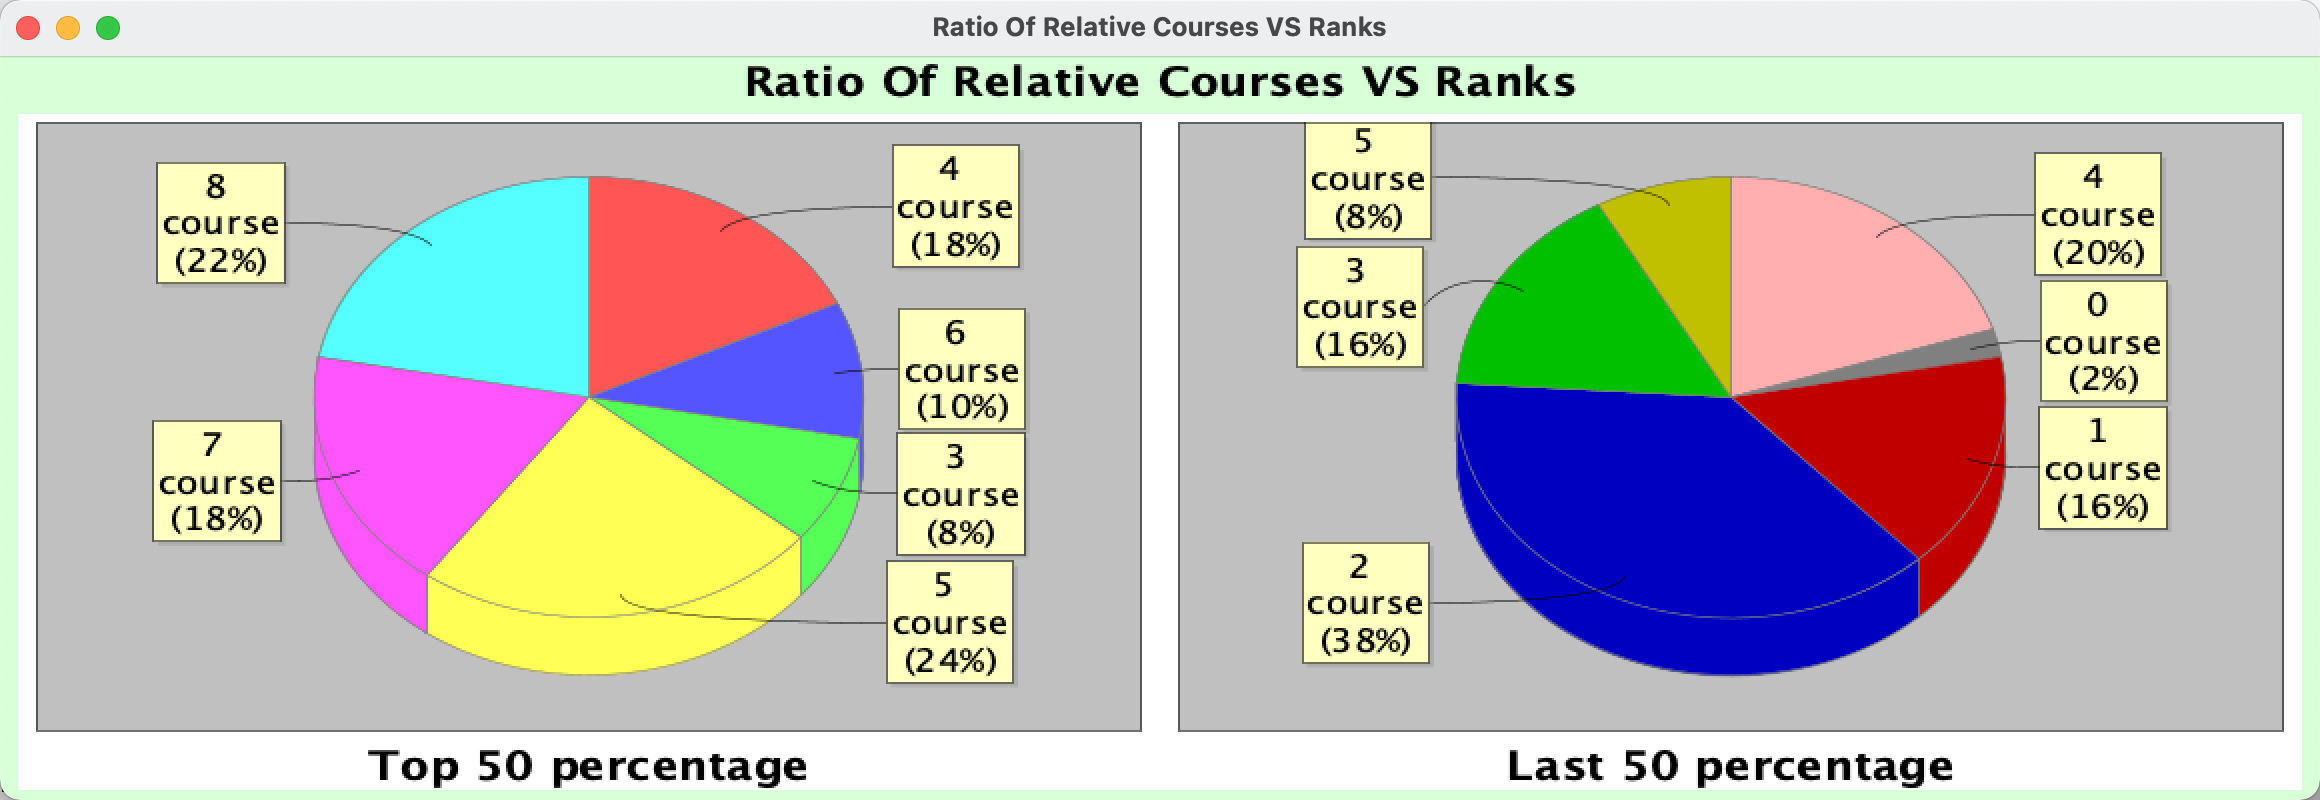 Ratio Of Relative Courses VS Ranks
Ratio Of Relative Courses VS Ranks
8
course
(22%)
4
course
(18%)
6
course
(10%)
3
course
(8%)
5
course
(24%)
7
course
(18%)
Top 50 percentage
5
course
(8%)
3
course
(16%)
4
course
(20%)
0
course
(2%)
1
course
(16%)
2
course
(38%)
Last 50 percentage